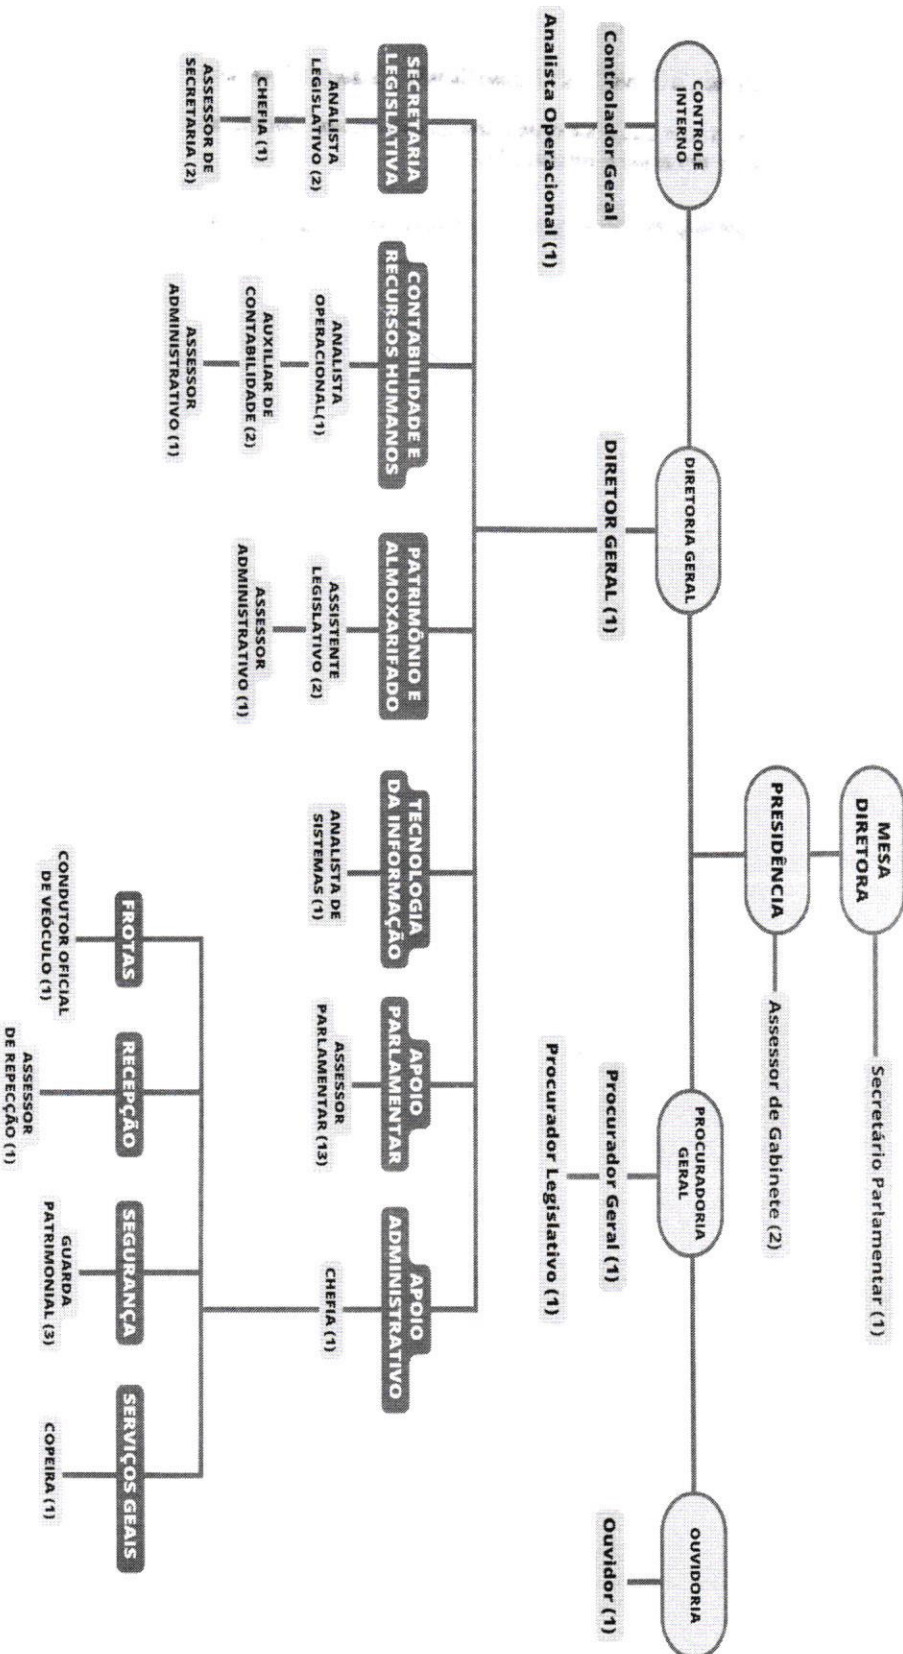 MESA
DIRETORA
Secretário Parlamentar (1)
PRESIDÊNCIA
Assessor de Gabinete (2)
CONTROLE
INTERNO
Controlador Geral
Analista Operacional (1)
DIRETORIA GERAL
DIRETOR GERAL (1)
PROCURADORIA
GERAL
Procurador Geral (1)
Procurador Legislativo (1)
OUVIDORIA
Ouvidor (1)
SECRETARIA
LEGISLATIVA
ANALISTA
LEGISLATIVO (2)
CHEFIA (1)
ASSESSOR DE
SECRETARIA (2)
CONTABILIDADE E
RECURSOS HUMANOS
ANALISTA
OPERACIONAL(1)
AUXILIAR DE
CONTABILIDADE (2)
ASSESSOR
ADMINISTRATIVO (1)
PATRIMÔNIO E
ALMOXARIFADO
ASSISTENTE
LEGISLATIVO (2)
ASSESSOR
ADMINISTRATIVO (1)
TECNOLOGIA
DA INFORMAÇÃO
ANALISTA DE
SISTEMAS (1)
APOIO
PARLAMENTAR
ASSESSOR
PARLAMENTAR (13)
APOIO
ADMINISTRATIVO
CHEFIA (1)
FROTAS
CONDUTOR OFICIAL
DE VEÓCULO (1)
RECEPÇÃO
ASSESSOR
DE REPECÇÃO (1)
SEGURANÇA
GUARDA
PATRIMONIAL (3)
SERVIÇOS GEAIS
COPEIRA (1)